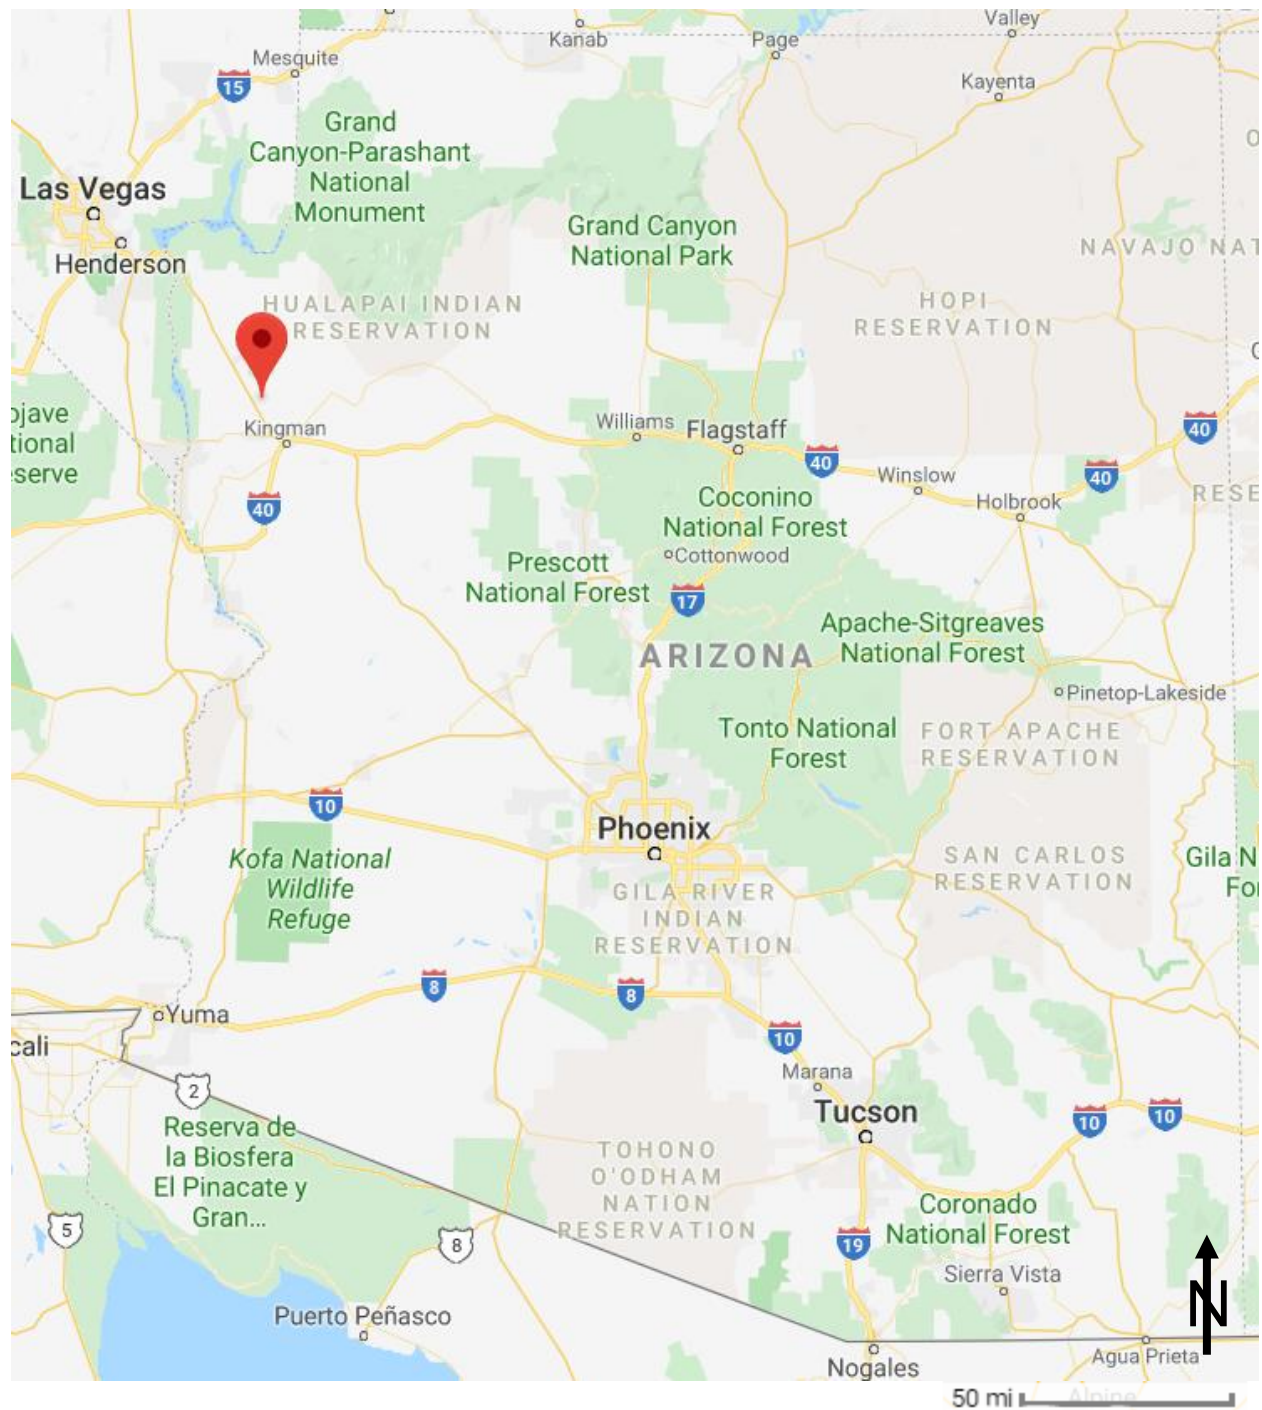 Valley
Kanab
Page
Mesquite
15
Kayenta
Grand
Canyon-Parashant
National
Monument
Las Vegas
Henderson
Grand Canyon
National Park
NAVAJO NAT
HUALAPAI INDIAN
RESERVATION
HOPI
RESERVATION
ojave
tional
eserve
Kingman
Williams
Flagstaff
40
40
Winslow
40
Holbrook
RESE
40
Coconino
National Forest
Cottonwood
Prescott
National Forest
17
ARIZONA
Apache-Sitgreaves
National Forest
Pinetop-Lakeside
Tonto National
Forest
FORT APACHE
RESERVATION
10
Phoenix
Kofa National
Wildlife
Refuge
SAN CARLOS
RESERVATION
Gila N
Fo
GILA RIVER
INDIAN
RESERVATION
8
8
Yuma
cali
10
Marana
Tucson
2
10
10
Reserva de
la Biosfera
El Pinacate y
Gran...
TOHONO
O'ODHAM
NATION
RESERVATION
Coronado
National Forest
5
8
19
Sierra Vista
N
Puerto Peñasco
Nogales
Agua Prieta
50 mi
Alpine